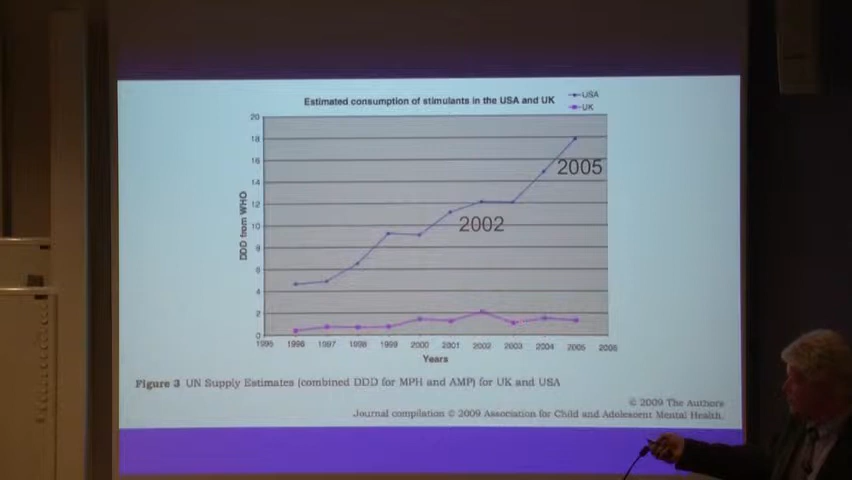 Estimated consumption of stimulants in the USA and UK
USA
UK
20
18
16
14
12
10
8
6
4
2
0
DDD from WHO
2005
2002
1995 1996 1997 1998 1999 2000 2001 2002 2003 2004 2005 2006
Years
Figure 3 UN Supply Estimates (combined DDD for MPH and AMP) for UK and USA
© 2009 The Authors
Journal compilation © 2009 Association for Child and Adolescent Mental Health.